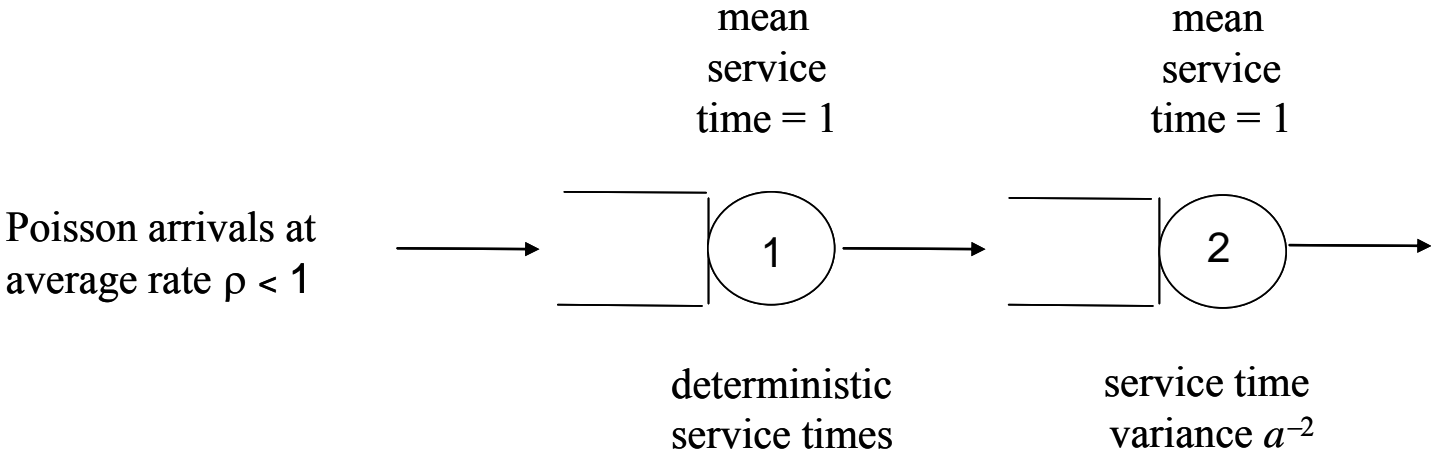 mean
service
time = 1
mean
service
time = 1
Poisson arrivals at
average rate ρ < 1
1
2
deterministic
service times
service time
variance a⁻²